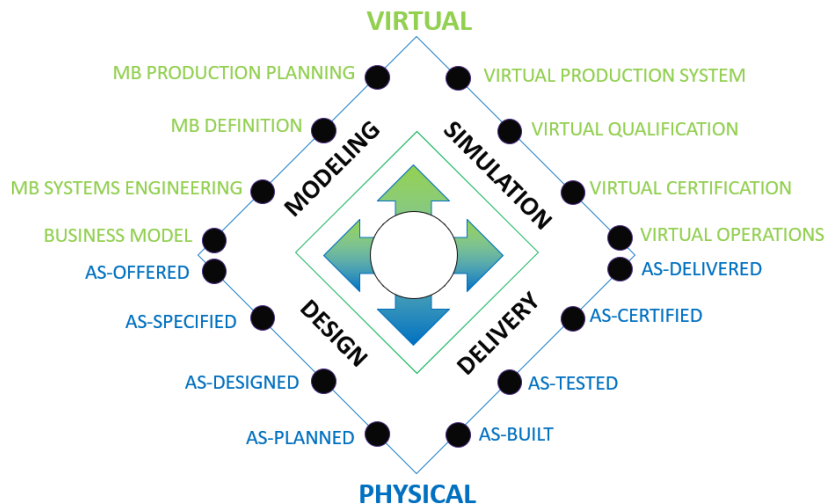 VIRTUAL
MB PRODUCTION PLANNING
VIRTUAL PRODUCTION SYSTEM
MB DEFINITION
VIRTUAL QUALIFICATION
MODELING
SIMULATION
MB SYSTEMS ENGINEERING
VIRTUAL CERTIFICATION
BUSINESS MODEL
VIRTUAL OPERATIONS
AS-OFFERED
AS-DELIVERED
AS-SPECIFIED
AS-CERTIFIED
DESIGN
DELIVERY
AS-DESIGNED
AS-TESTED
AS-PLANNED
AS-BUILT
PHYSICAL